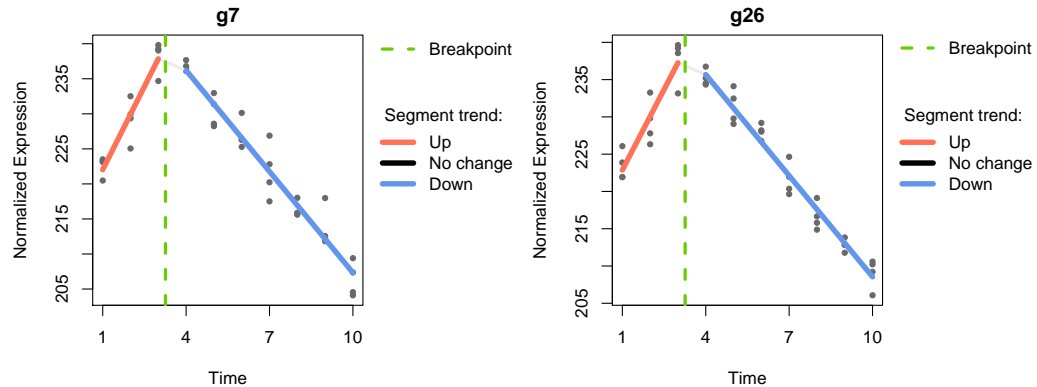 g7
Normalized Expression
235
225
215
205
1 4 7 10
Time
Breakpoint
Segment trend:
Up
No change
Down
g26
Normalized Expression
235
225
215
205
1 4 7 10
Time
Breakpoint
Segment trend:
Up
No change
Down